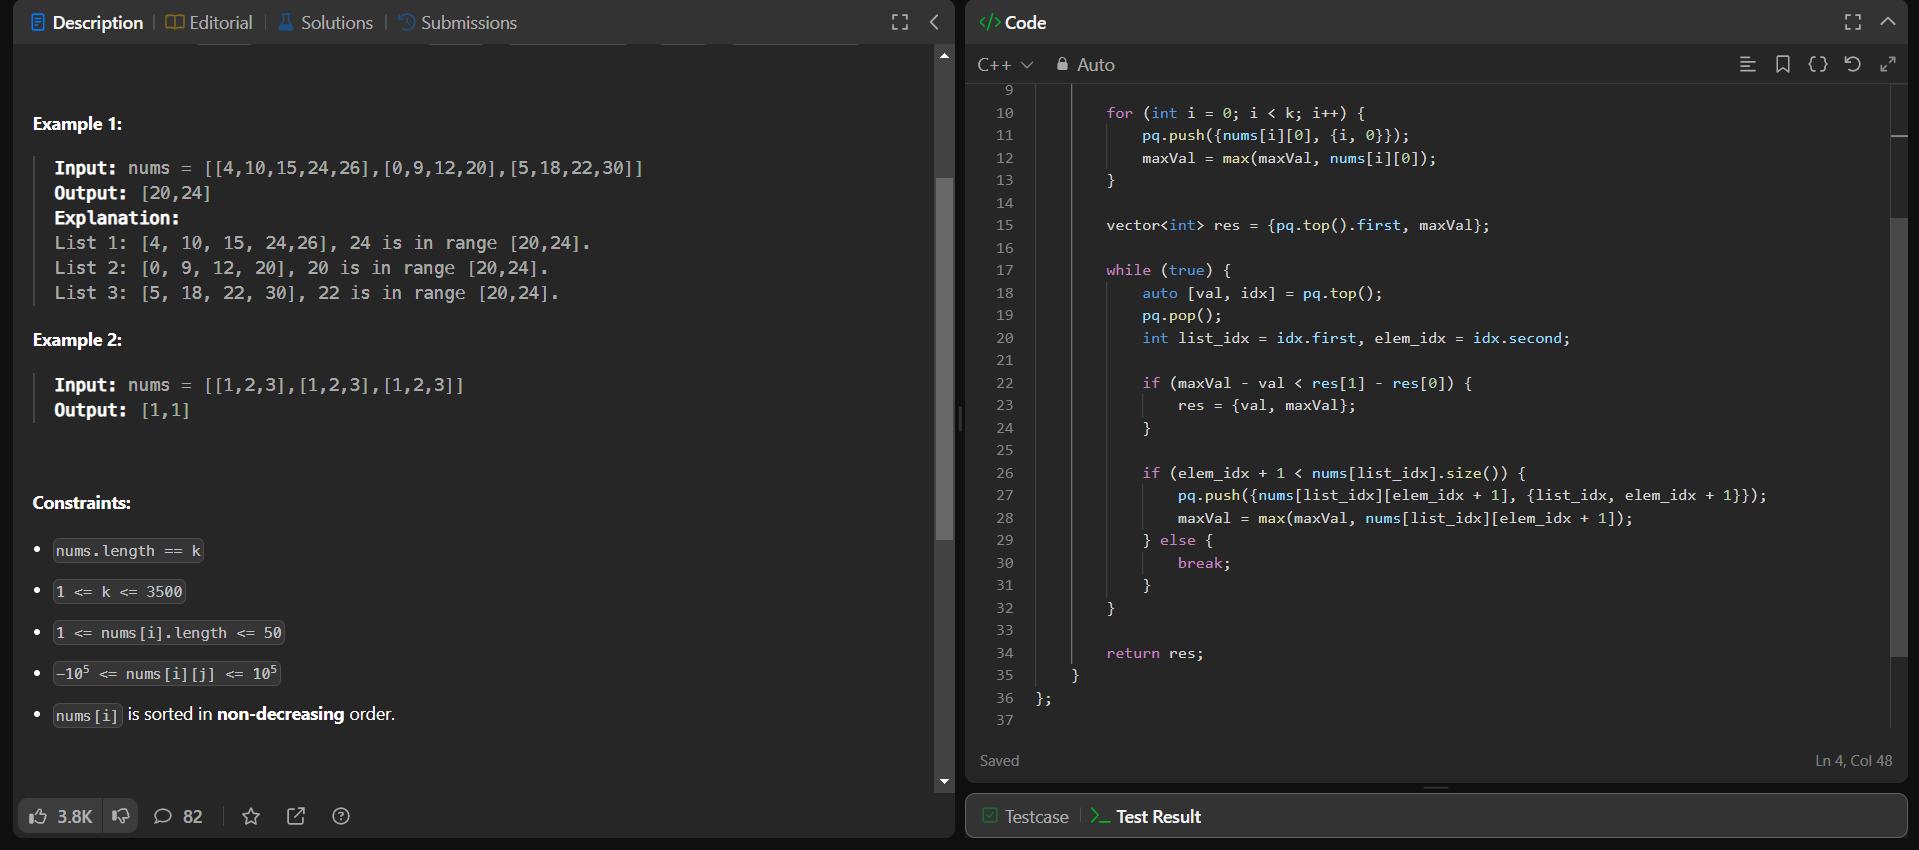 Description
Editorial
Solutions
Submissions
Example 1:
Input: nums = [[4,10,15,24,26],[0,9,12,20],[5,18,22,30]]
Output: [20,24]
Explanation:
List 1: [4, 10, 15, 24,26], 24 is in range [20,24].
List 2: [0, 9, 12, 20], 20 is in range [20,24].
List 3: [5, 18, 22, 30], 22 is in range [20,24].
Example 2:
Input: nums = [[1,2,3],[1,2,3],[1,2,3]]
Output: [1,1]
Constraints:
• nums.length == k
• 1 <= k <= 3500
• 1 <= nums[i].length <= 50
• -10⁵ <= nums[i][j] <= 10⁵
• nums[i] is sorted in non-decreasing order.
3.8K
82
</> Code
C++
Auto
9
10 for (int i = 0; i < k; i++) {
11 pq.push({nums[i][0], {i, 0}});
12 maxVal = max(maxVal, nums[i][0]);
13 }
14
15 vector<int> res = {pq.top().first, maxVal};
16
17 while (true) {
18 auto [val, idx] = pq.top();
19 pq.pop();
20 int list_idx = idx.first, elem_idx = idx.second;
21
22 if (maxVal - val < res[1] - res[0]) {
23 res = {val, maxVal};
24 }
25
26 if (elem_idx + 1 < nums[list_idx].size()) {
27 pq.push({nums[list_idx][elem_idx + 1], {list_idx, elem_idx + 1}});
28 maxVal = max(maxVal, nums[list_idx][elem_idx + 1]);
29 } else {
30 break;
31 }
32 }
33
34 return res;
35 }
36 };
37
Saved
Ln 4, Col 48
Testcase
Test Result